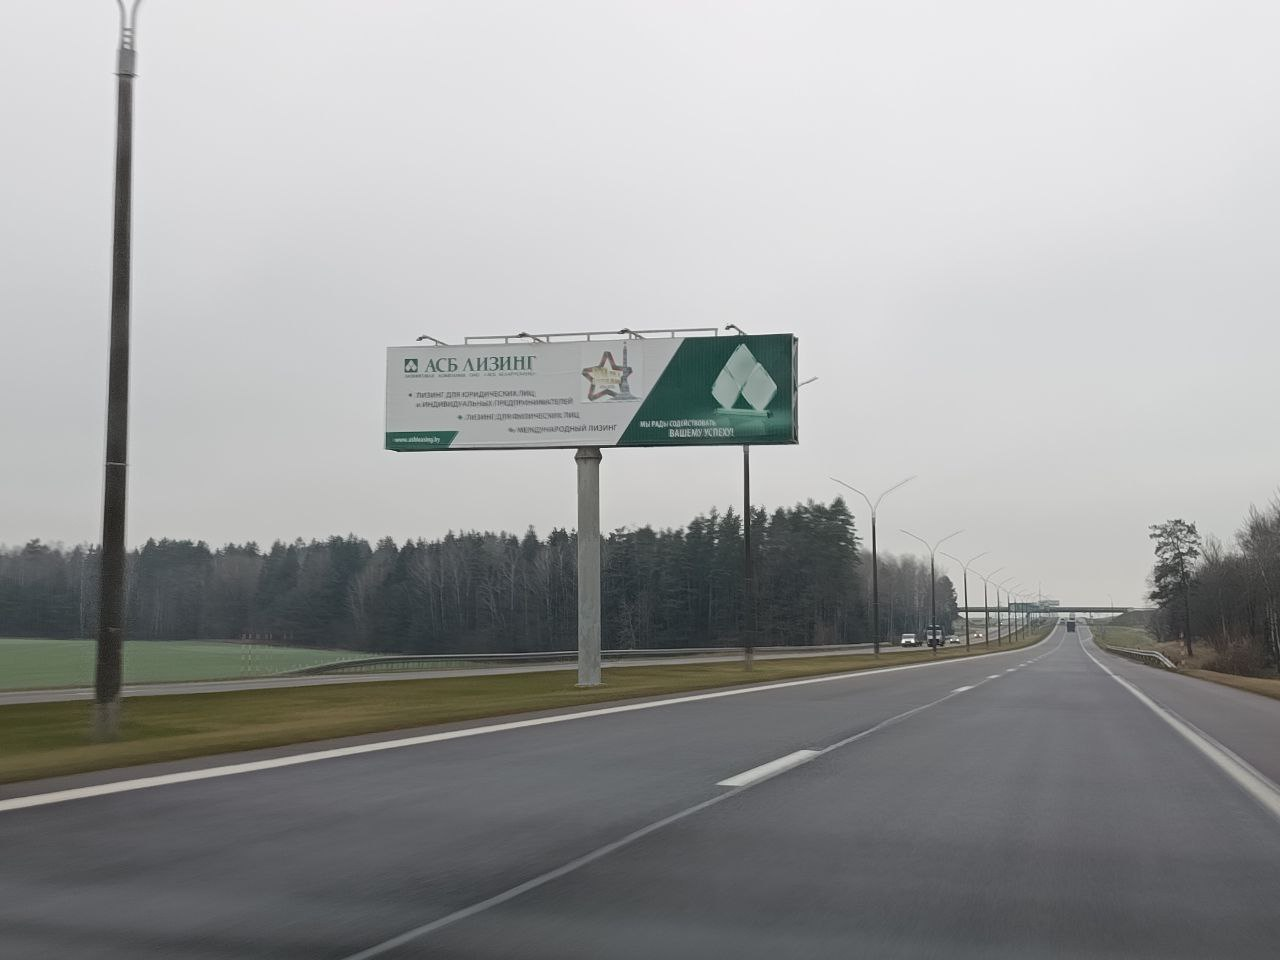 АСБ ЛИЗИНГ
ЛИЗИНГ ДЛЯ ЮРИДИЧЕСКИХ ЛИЦ
и ИНДИВИДУАЛЬНЫХ ПРЕДПРИНИМАТЕЛЕЙ
ЛИЗИНГ ДЛЯ ФИЗИЧЕСКИХ ЛИЦ
МЕЖДУНАРОДНЫЙ ЛИЗИНГ
www.asbleasing.by
МЫ РАДЫ СОДЕЙСТВОВАТЬ
ВАШЕМУ УСПЕХУ!